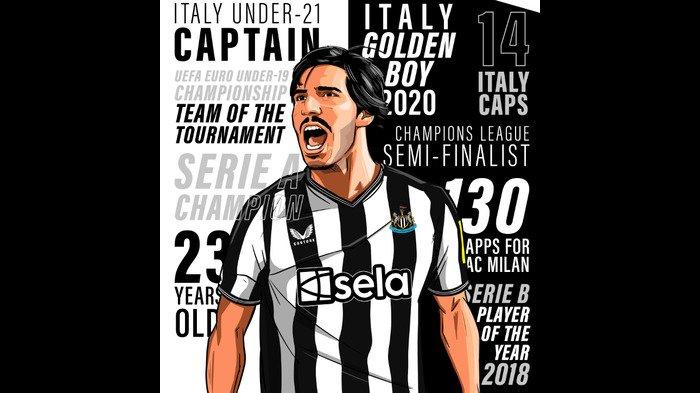 ITALY UNDER-21
CAPTAIN
UEFA EURO UNDER-19
CHAMPIONSHIP
TEAM OF THE
TOURNAMENT
SERIE A
CHAMPION
23
YEARS
OLD
ITALY
GOLDEN
BOY
2020
14
ITALY
CAPS
CHAMPIONS LEAGUE
SEMI-FINALIST
130
APPS FOR
AC MILAN
SERIE B
PLAYER
OF THE
YEAR
2018
CASTORE
sela